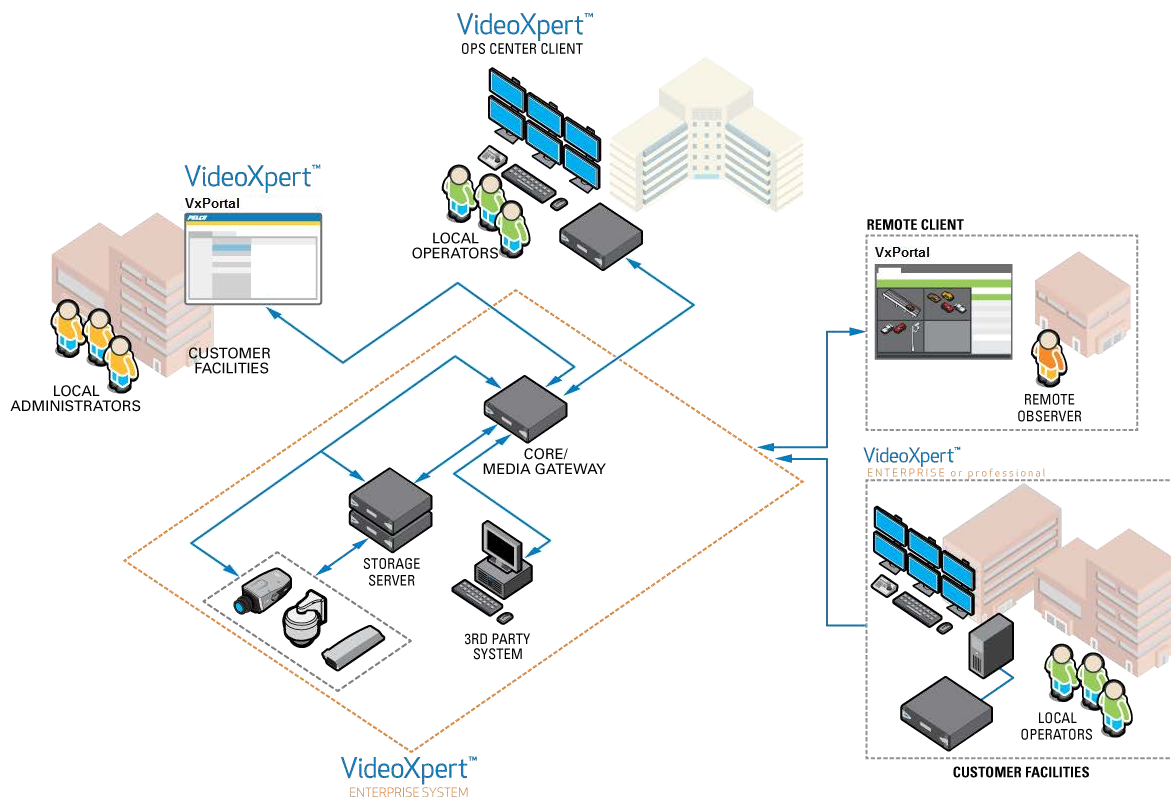 VideoXpert™
OPS CENTER CLIENT
LOCAL
OPERATORS
VideoXpert™
VxPortal
PELCO
CUSTOMER
FACILITIES
LOCAL
ADMINISTRATORS
REMOTE CLIENT
VxPortal
REMOTE
OBSERVER
CORE/
MEDIA GATEWAY
STORAGE
SERVER
3RD PARTY
SYSTEM
VideoXpert™
ENTERPRISE or professional
LOCAL
OPERATORS
CUSTOMER FACILITIES
VideoXpert™
ENTERPRISE SYSTEM